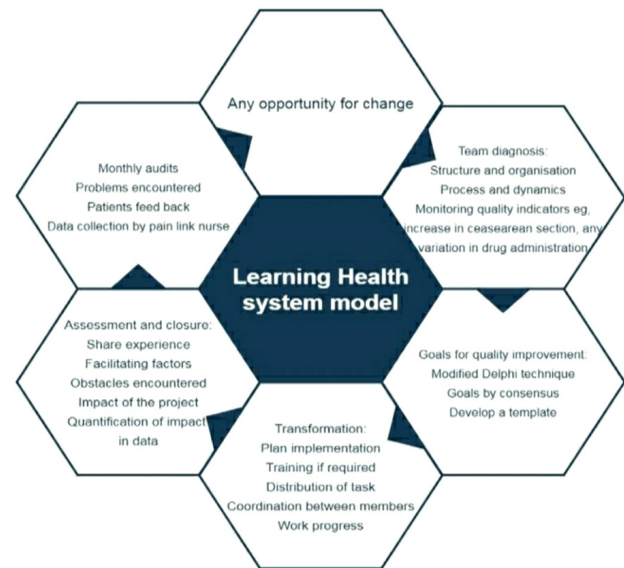 Any opportunity for change
Team diagnosis:
Structure and organisation
Process and dynamics
Monitoring quality indicators eg,
increase in ceasearean section, any
variation in drug administration
Goals for quality improvement:
Modified Delphi technique
Goals by consensus
Develop a template
Transformation:
Plan implementation
Training if required
Distribution of task
Coordination between members
Work progress
Assessment and closure:
Share experience
Facilitating factors
Obstacles encountered
Impact of the project
Quantification of impact
in data
Monthly audits
Problems encountered
Patients feed back
Data collection by pain link nurse
Learning Health
system model